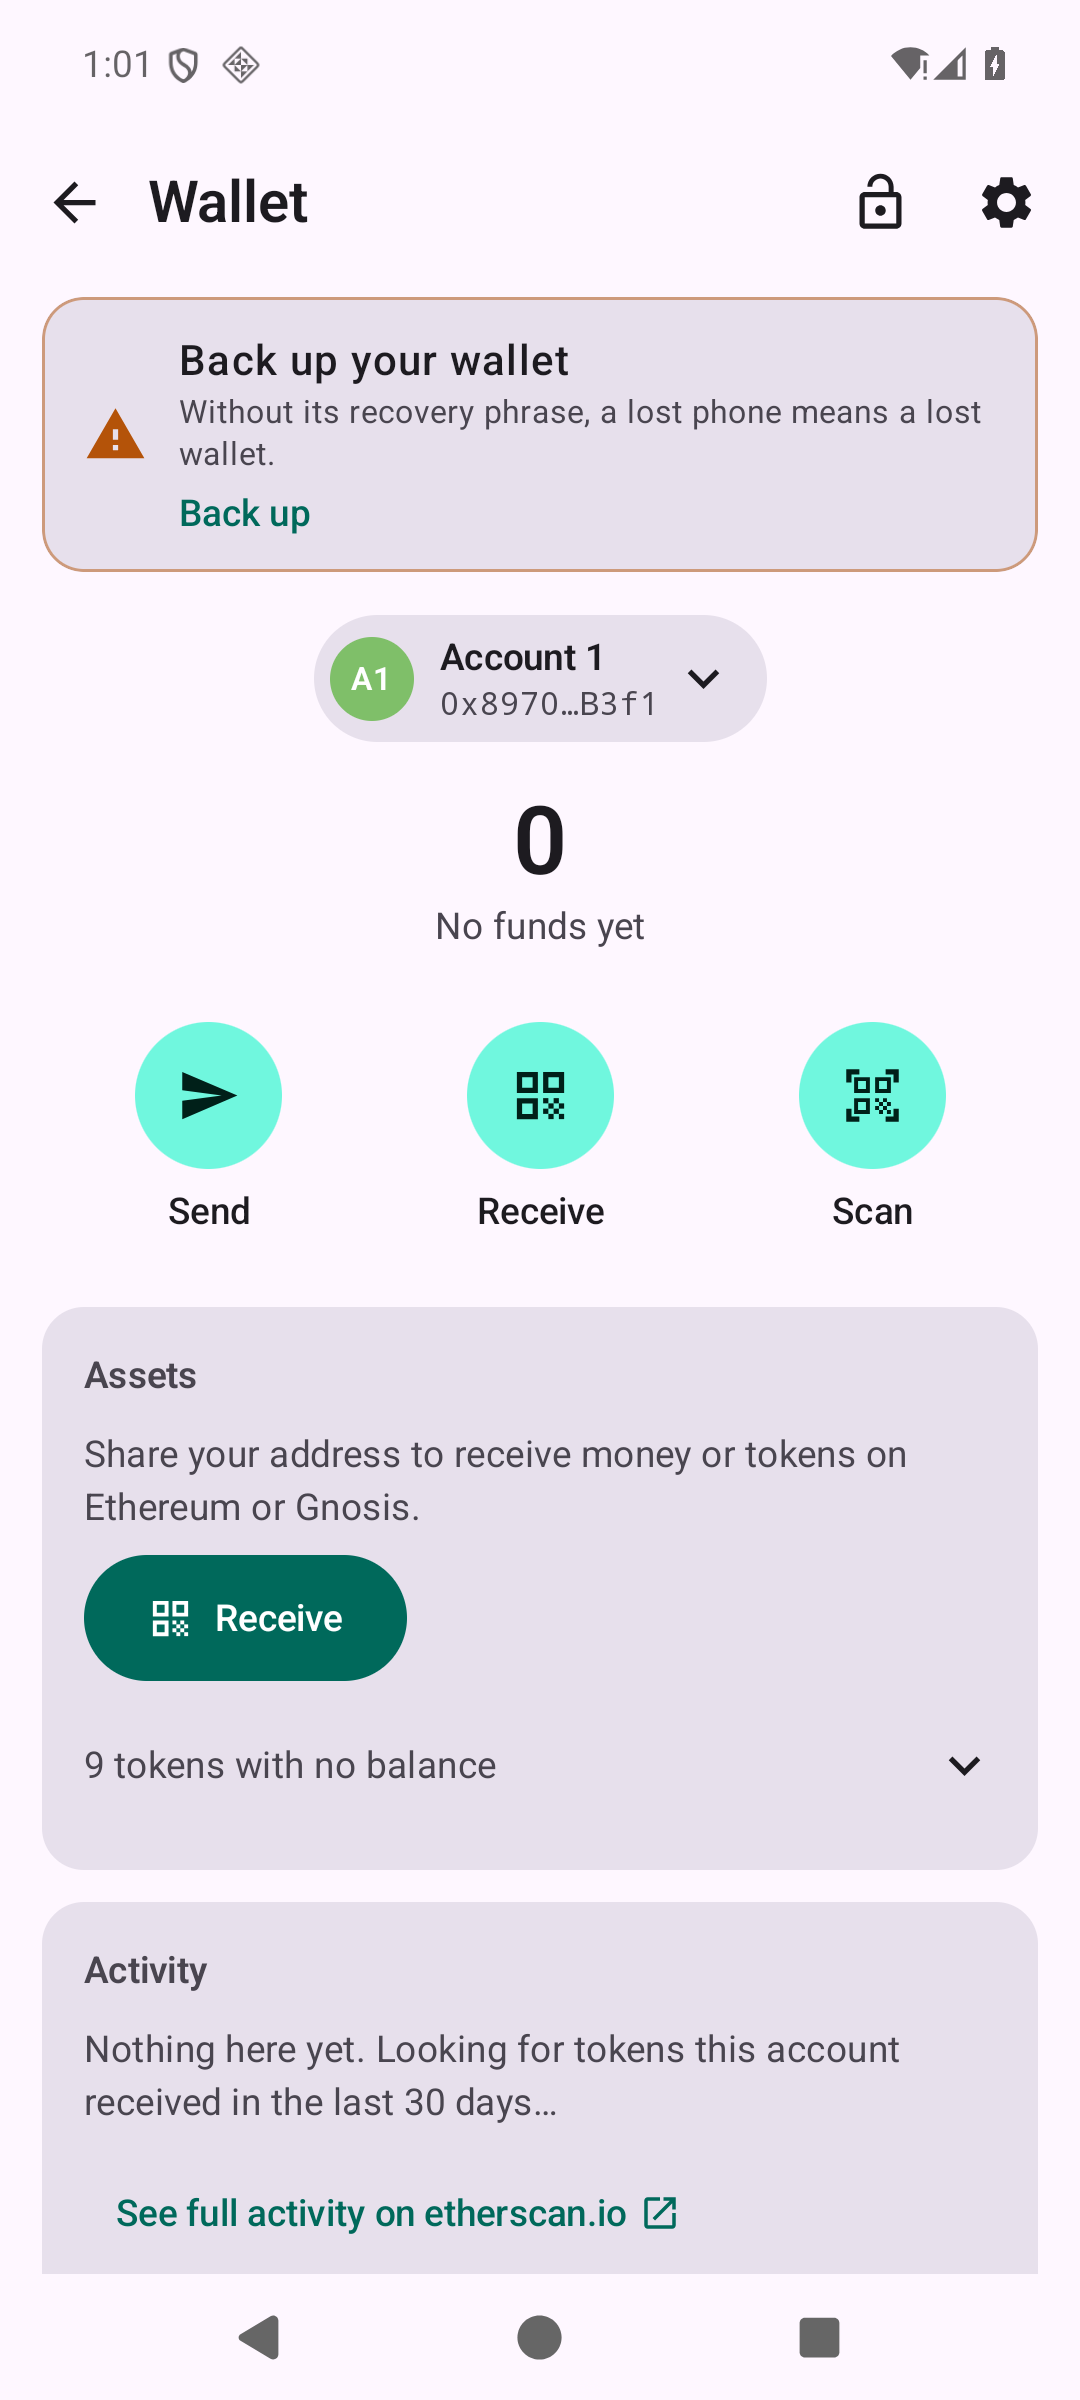 1:01
Wallet
Back up your wallet
Without its recovery phrase, a lost phone means a lost
wallet.
Back up
A1
Account 1
0x8970…B3f1
0
No funds yet
Send
Receive
Scan
Assets
Share your address to receive money or tokens on
Ethereum or Gnosis.
Receive
9 tokens with no balance
Activity
Nothing here yet. Looking for tokens this account
received in the last 30 days…
See full activity on etherscan.io